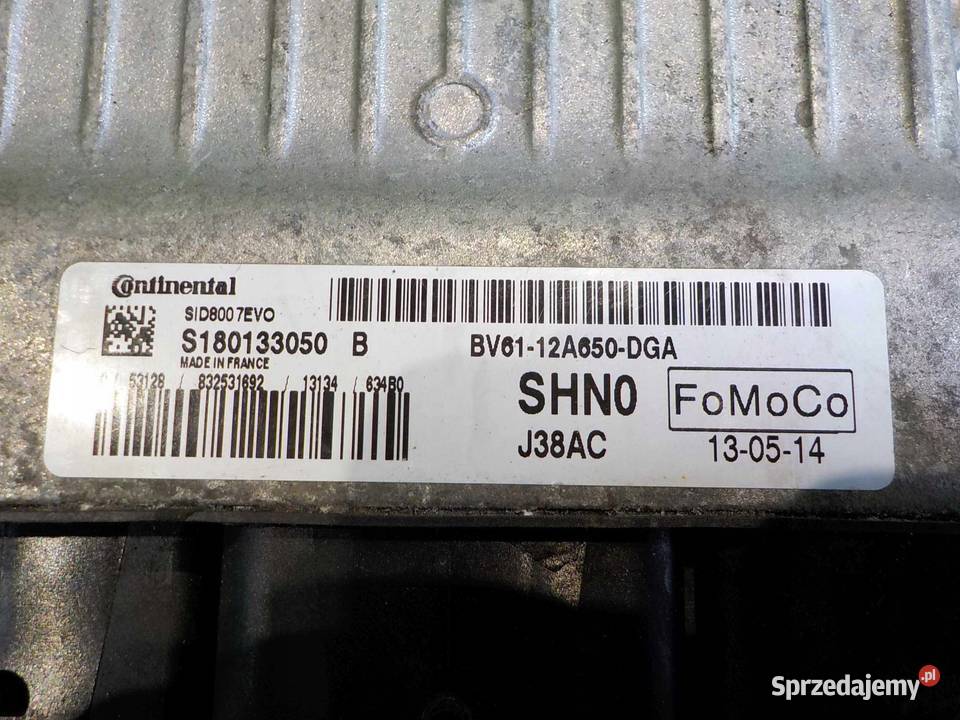 Continental
SID8007EVO
S180133050 B
MADE IN FRANCE
53128 / 832531692 / 13134 / 634B0
BV61-12A650-DGA
SHN0
FoMoCo
J38AC
13-05-14
Sprzedajemy.pl